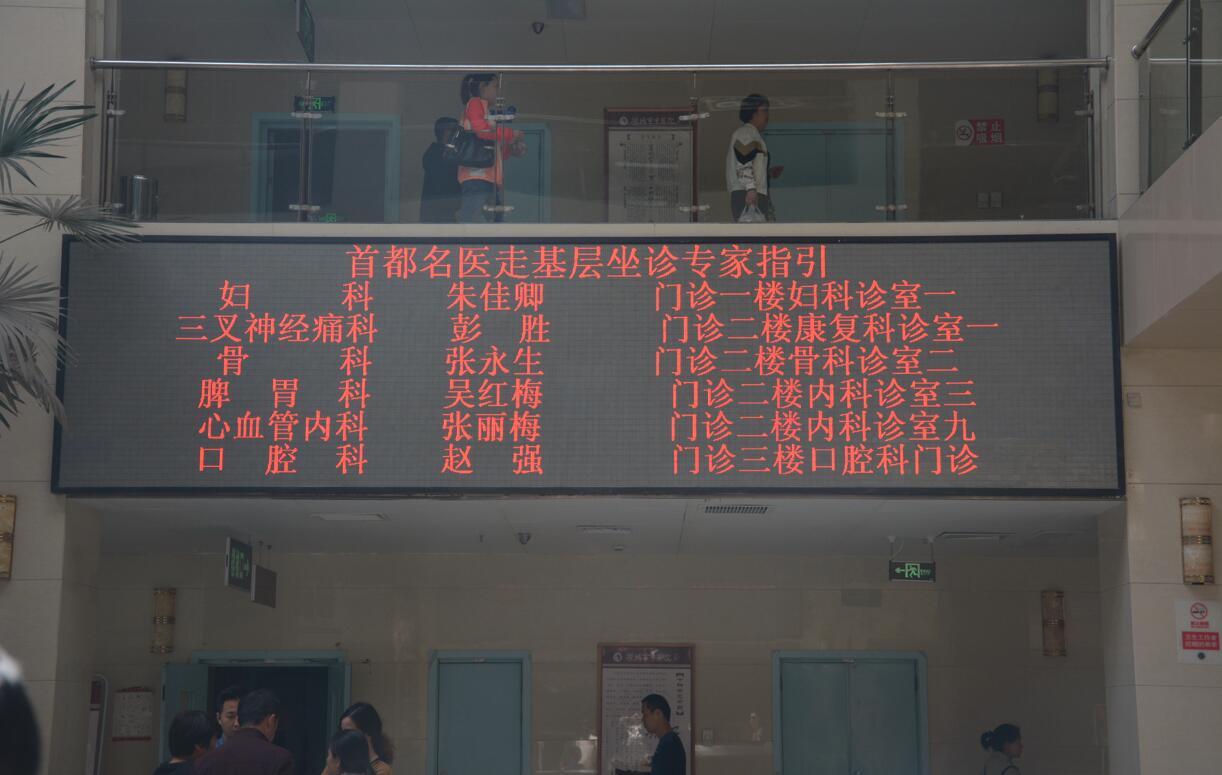 禁止
吸烟
首都名医走基层坐诊专家指引
妇 科 朱佳卿 门诊一楼妇科诊室一
三叉神经痛科 彭 胜 门诊二楼康复科诊室一
骨 科 张永生 门诊二楼骨科诊室二
脾 胃 科 吴红梅 门诊二楼内科诊室三
心血管内科 张丽梅 门诊二楼内科诊室九
口 腔 科 赵 强 门诊三楼口腔科门诊